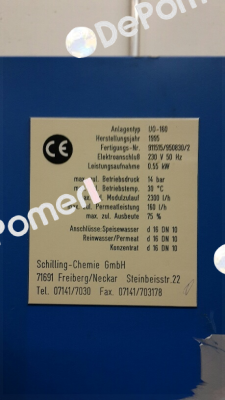 DePomed
DePomed
CE
Anlagentyp UO-160
Herstellungsjahr 1995
Fertigungs-Nr. 911515/950830/2
Elektroanschluß 230 V 50 Hz
Leistungsaufnahme 0.55 kW
max. zul. Betriebsdruck 14 bar
Betriebstemp. 30 °C
Modulzulauf 2300 l/h
max. zul. Permeatleistung 160 l/h
max. zul. Ausbeute 75 %
Anschlüsse: Speisewasser d 16 DN 10
Reinwasser/Permeat d 16 DN 10
Konzentrat d 16 DN 10
Schilling-Chemie GmbH
71691 Freiberg/Neckar Steinbeisstr.22
Tel. 07141/7030 Fax. 07141/703178